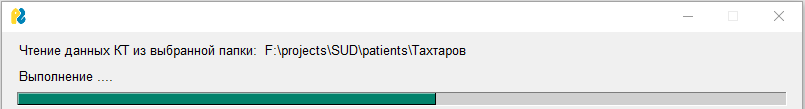 Чтение данных КТ из выбранной папки: F:\projects\SUD\patients\Тахтаров
Выполнение ....